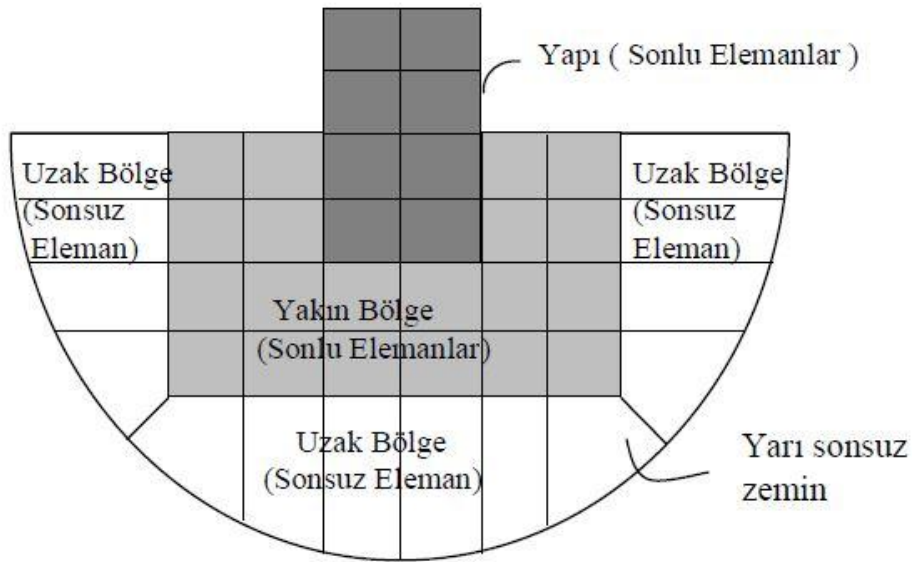 Yapı ( Sonlu Elemanlar )
Uzak Bölge
(Sonsuz
Eleman)
Uzak Bölge
(Sonsuz
Eleman)
Yakın Bölge
(Sonlu Elemanlar)
Uzak Bölge
(Sonsuz Eleman)
Yarı sonsuz
zemin